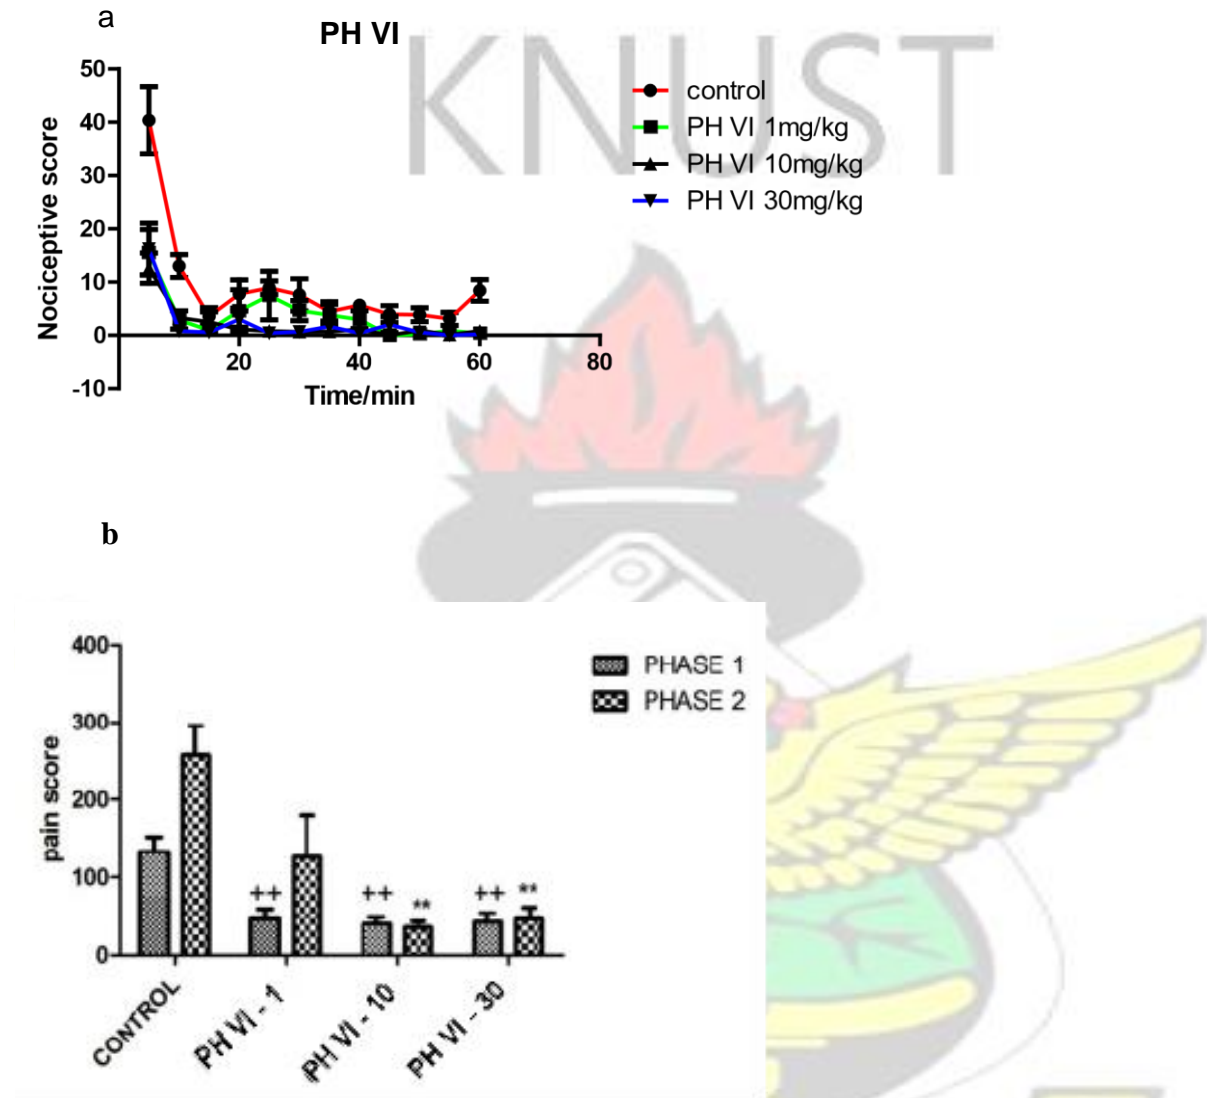 a
PH VI
KNUST
50
40
30
20
10
0
-10
Nociceptive score
20
40
60
80
Time/min
control
PH VI 1mg/kg
PH VI 10mg/kg
PH VI 30mg/kg
b
400
300
200
100
0
pain score
PHASE 1
PHASE 2
++
++
**
++
**
CONTROL
PH VI - 1
PH VI - 10
PH VI - 30